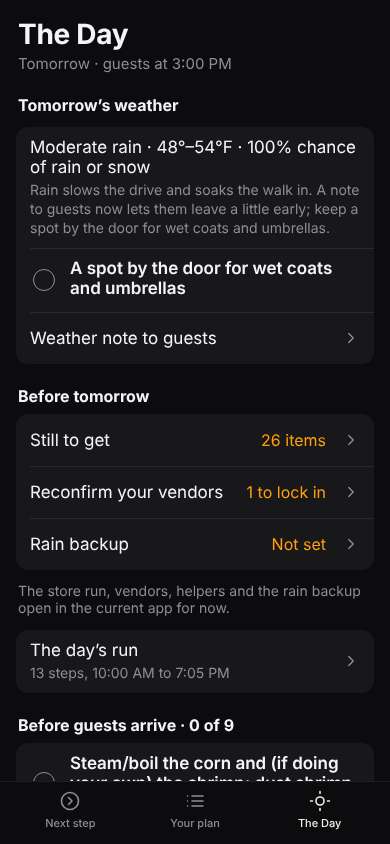 The Day
Tomorrow · guests at 3:00 PM
Tomorrow’s weather
Moderate rain · 48°–54°F · 100% chance
of rain or snow
Rain slows the drive and soaks the walk in. A note
to guests now lets them leave a little early; keep a
spot by the door for wet coats and umbrellas.
A spot by the door for wet coats
and umbrellas
Weather note to guests
Before tomorrow
Still to get 26 items
Reconfirm your vendors 1 to lock in
Rain backup Not set
The store run, vendors, helpers and the rain backup
open in the current app for now.
The day’s run
13 steps, 10:00 AM to 7:05 PM
Before guests arrive · 0 of 9
Steam/boil the corn and (if doing
your own) the shrimp; dust shrimp
Next step Your plan The Day